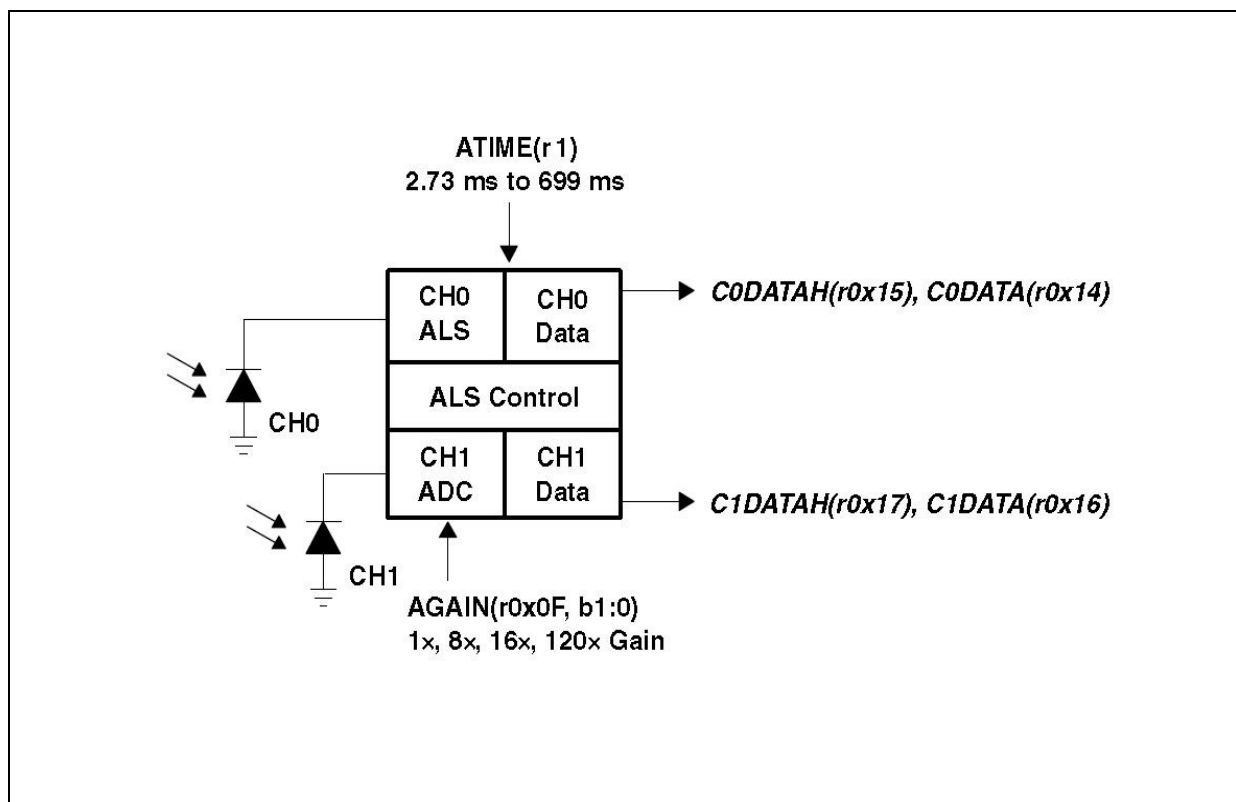 ATIME(r1)
2.73 ms to 699 ms
CH0
ALS
CH0
Data
C0DATAH(r0x15), C0DATA(r0x14)
ALS Control
CH0
CH1
ADC
CH1
Data
C1DATAH(r0x17), C1DATA(r0x16)
CH1
AGAIN(r0x0F, b1:0)
1×, 8×, 16×, 120× Gain